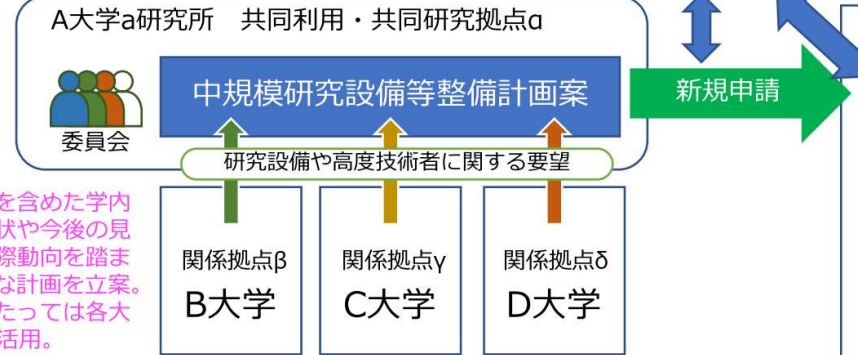 A大学a研究所　共同利用・共同研究拠点α
中規模研究設備等整備計画案
新規申請
委員会
研究設備や高度技術者に関する要望
を含めた学内
状や今後の見
際動向を踏ま
な計画を立案。
たっては各大
活用。
関係拠点β
B大学
関係拠点γ
C大学
関係拠点δ
D大学